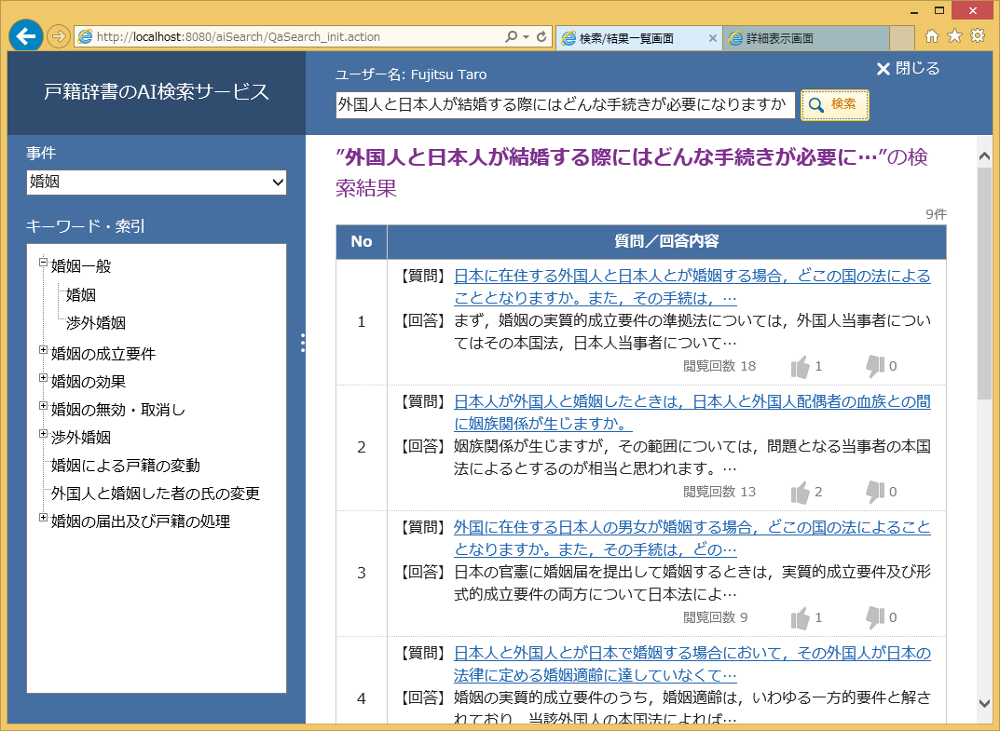 http://localhost:8080/aiSearch/QaSearch_init.action
検索/結果一覧画面
詳細表示画面
戸籍辞書のAI検索サービス
ユーザー名: Fujitsu Taro
閉じる
外国人と日本人が結婚する際にはどんな手続きが必要になりますか
検索
事件
婚姻
キーワード・索引
婚姻一般
婚姻
渉外婚姻
婚姻の成立要件
婚姻の効果
婚姻の無効・取消し
渉外婚姻
婚姻による戸籍の変動
外国人と婚姻した者の氏の変更
婚姻の届出及び戸籍の処理
”外国人と日本人が結婚する際にはどんな手続きが必要に…”の検
索結果
9件
No 質問／回答内容
1
【質問】日本に在住する外国人と日本人とが婚姻する場合，どこの国の法による
こととなりますか。また，その手続は，…
【回答】まず，婚姻の実質的成立要件の準拠法については，外国人当事者につい
てはその本国法，日本人当事者について…
閲覧回数 18 1 0
2
【質問】日本人が外国人と婚姻したときは，日本人と外国人配偶者の血族との間
に姻族関係が生じますか。
【回答】姻族関係が生じますが，その範囲については，問題となる当事者の本国
法によるとするのが相当と思われます。…
閲覧回数 13 2 0
3
【質問】外国に在住する日本人の男女が婚姻する場合，どこの国の法によること
となりますか。また，その手続は，どの…
【回答】日本の官憲に婚姻届を提出して婚姻するときは，実質的成立要件及び形
式的成立要件の両方について日本法によ…
閲覧回数 9 1 0
4
【質問】日本人と外国人とが日本で婚姻する場合において，その外国人が日本の
法律に定める婚姻適齢に達していなくて…
【回答】婚姻の実質的成立要件のうち，婚姻適齢は，いわゆる一方的要件と解さ
れており，当該外国人の本国法によれば…